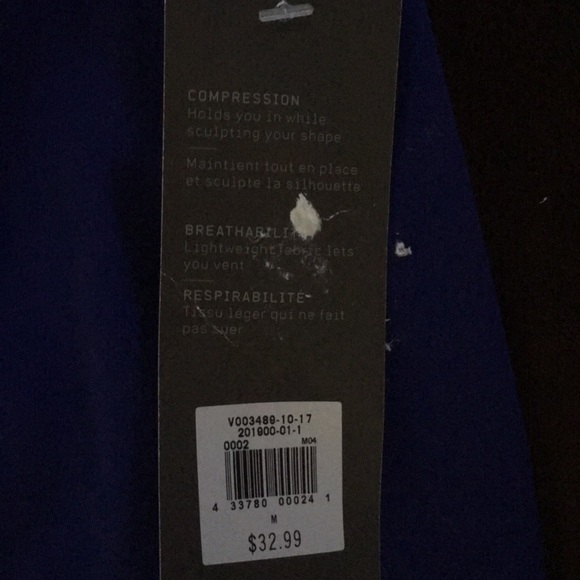 COMPRESSION
Holds you in while
sculpting your shape
Maintient tout en place
et sculpte la silhouette
BREATHABILIT
Lightweight fabric lets
you vent
RESPIRABILITÉ
Tissu léger qui ne fait
pas suer
V003489-10-17
201900-01-1
0002 M04
4 33780 00024 1
M
$32.99